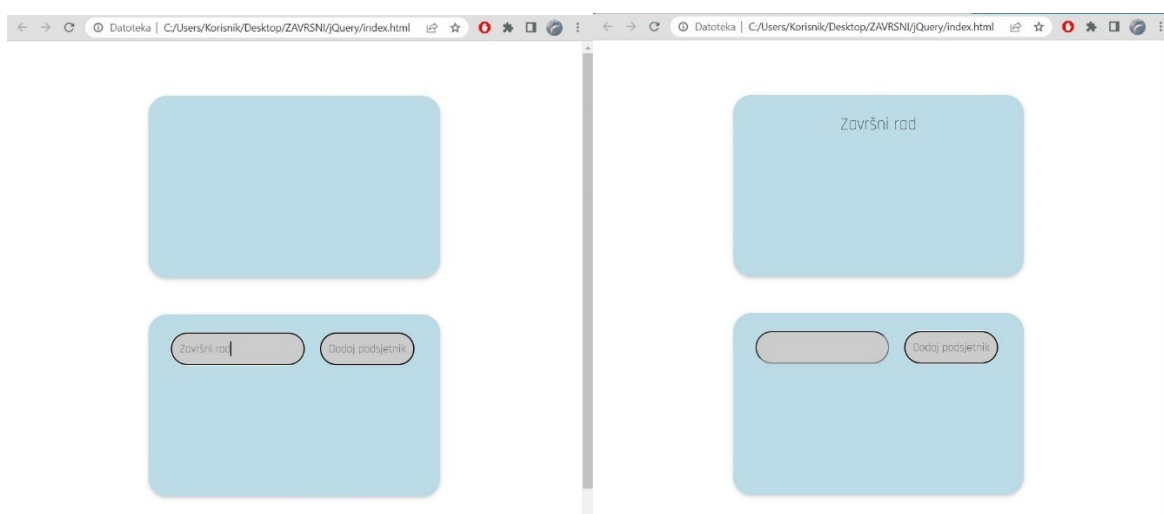 Datoteka | C:/Users/Korisnik/Desktop/ZAVRSNI/jQuery/index.html
Završni rad
Dodaj podsjetnik
Datoteka | C:/Users/Korisnik/Desktop/ZAVRSNI/jQuery/index.html
Završni rad
Dodaj podsjetnik